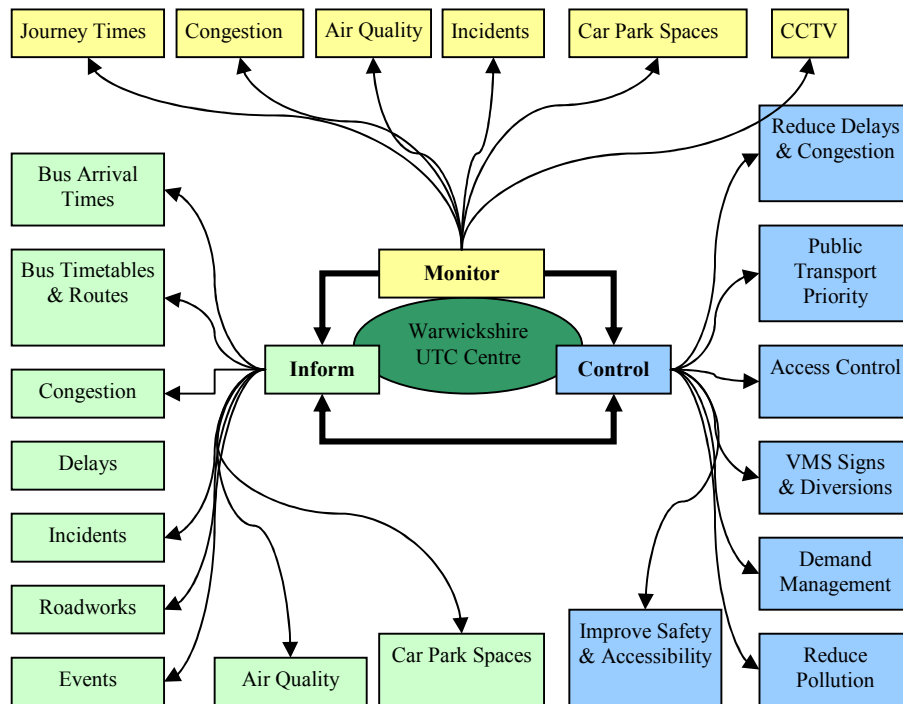 Journey Times
Congestion
Air Quality
Incidents
Car Park Spaces
CCTV
Reduce Delays
& Congestion
Bus Arrival
Times
Bus Timetables
& Routes
Public
Transport
Priority
Monitor
Warwickshire
UTC Centre
Inform
Control
Congestion
Access Control
Delays
VMS Signs
& Diversions
Incidents
Demand
Management
Roadworks
Improve Safety
& Accessibility
Car Park Spaces
Events
Air Quality
Reduce
Pollution